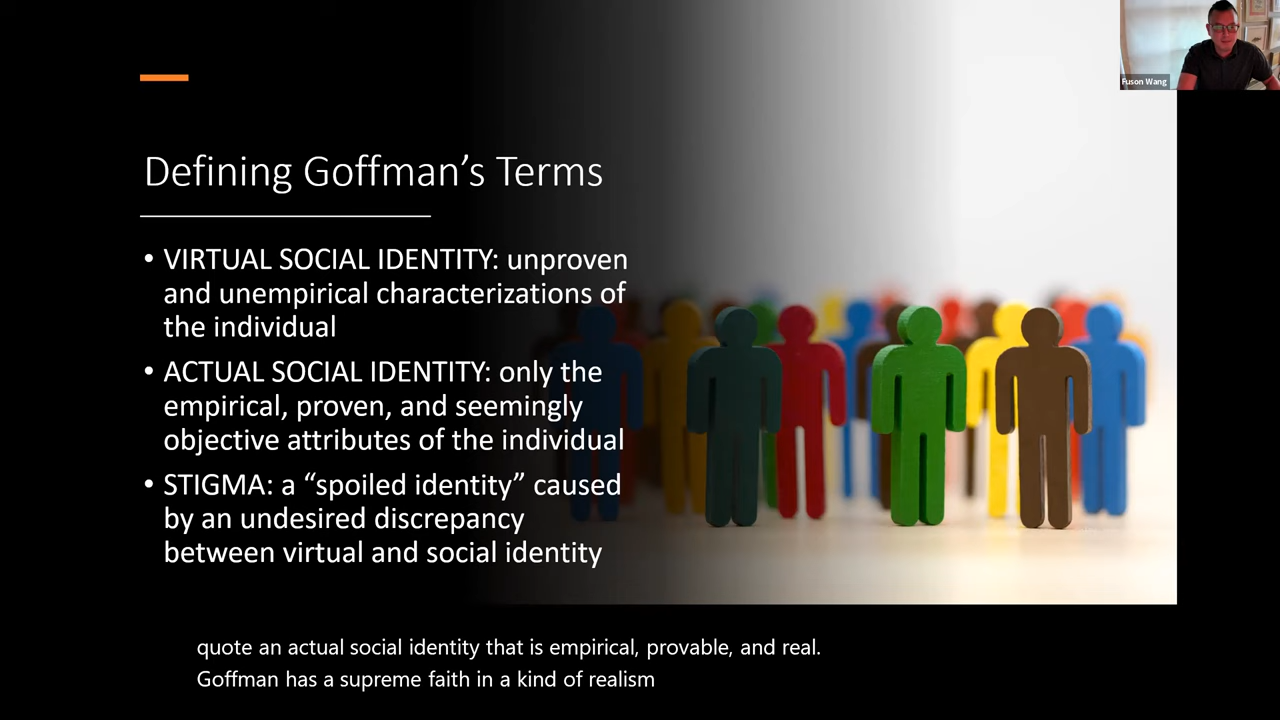 Fuson Wang
Defining Goffman’s Terms
• VIRTUAL SOCIAL IDENTITY: unproven
and unempirical characterizations of
the individual
• ACTUAL SOCIAL IDENTITY: only the
empirical, proven, and seemingly
objective attributes of the individual
• STIGMA: a “spoiled identity” caused
by an undesired discrepancy
between virtual and social identity
quote an actual social identity that is empirical, provable, and real.
Goffman has a supreme faith in a kind of realism